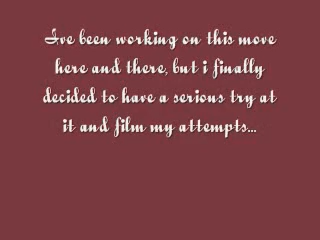 I,ve been working on this move
here and there, but i finally
decided to have a serious try at
it and film my attempts...